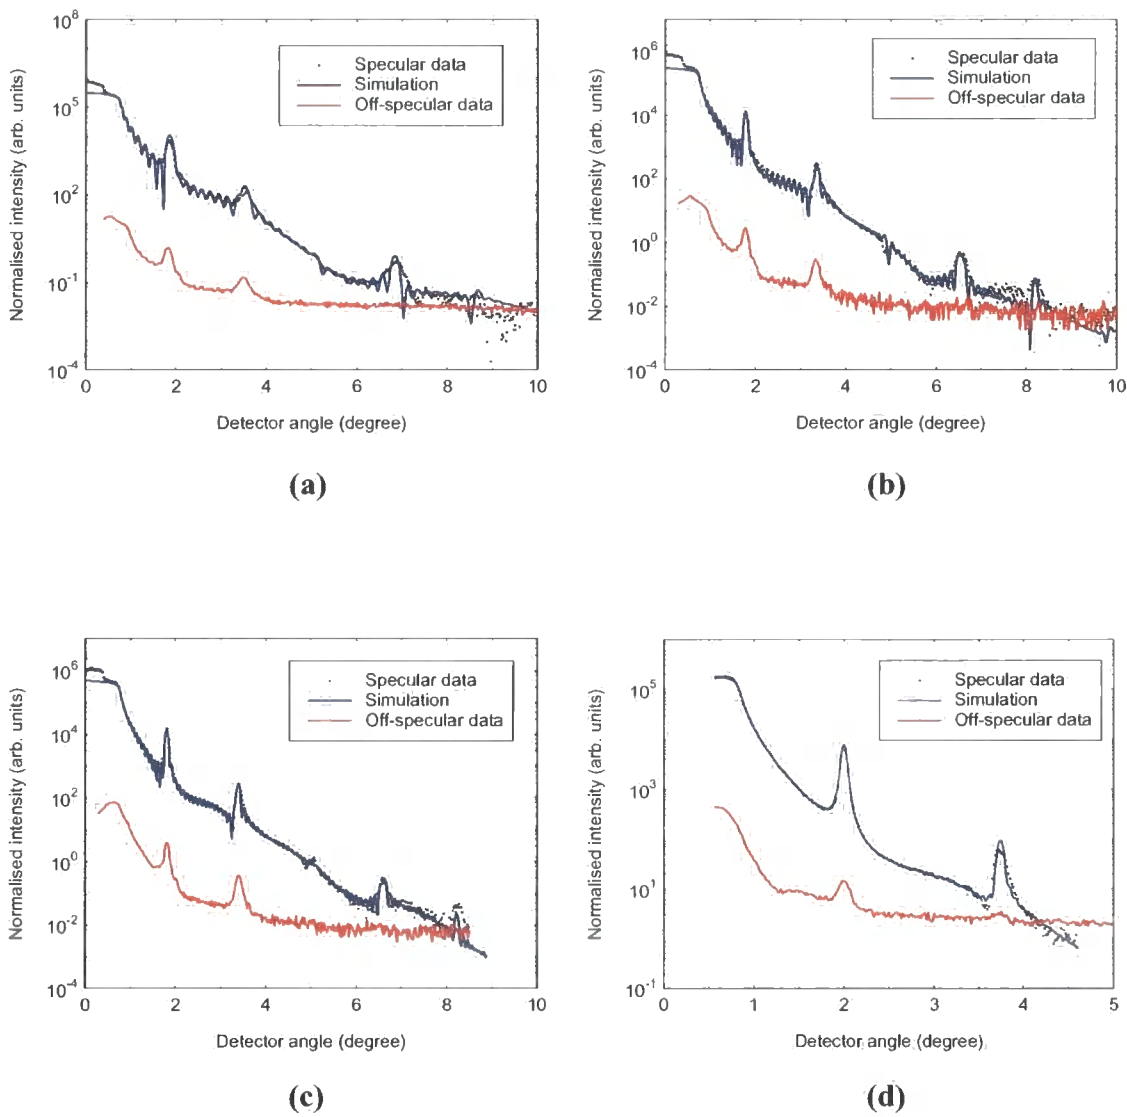 10^8
10^5
10^2
10^-1
10^-4
Normalised intensity (arb. units)
Specular data
Simulation
Off-specular data
0 2 4 6 8 10
Detector angle (degree)
(a)
10^6
10^4
10^2
10^0
10^-2
10^-4
Normalised intensity (arb. units)
Specular data
Simulation
Off-specular data
0 2 4 6 8 10
Detector angle (degree)
(b)
10^6
10^4
10^2
10^0
10^-2
10^-4
Normalised intensity (arb. units)
Specular data
Simulation
Off-specular data
0 2 4 6 8 10
Detector angle (degree)
(c)
10^5
10^3
10^1
10^-1
Normalised intensity (arb. units)
Specular data
Simulation
Off-specular data
0 1 2 3 4 5
Detector angle (degree)
(d)